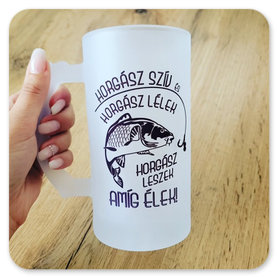 HORGÁSZ SZÍV ÉS
HORGÁSZ LÉLEK
HORGÁSZ
LESZEK
AMÍG ÉLEK!